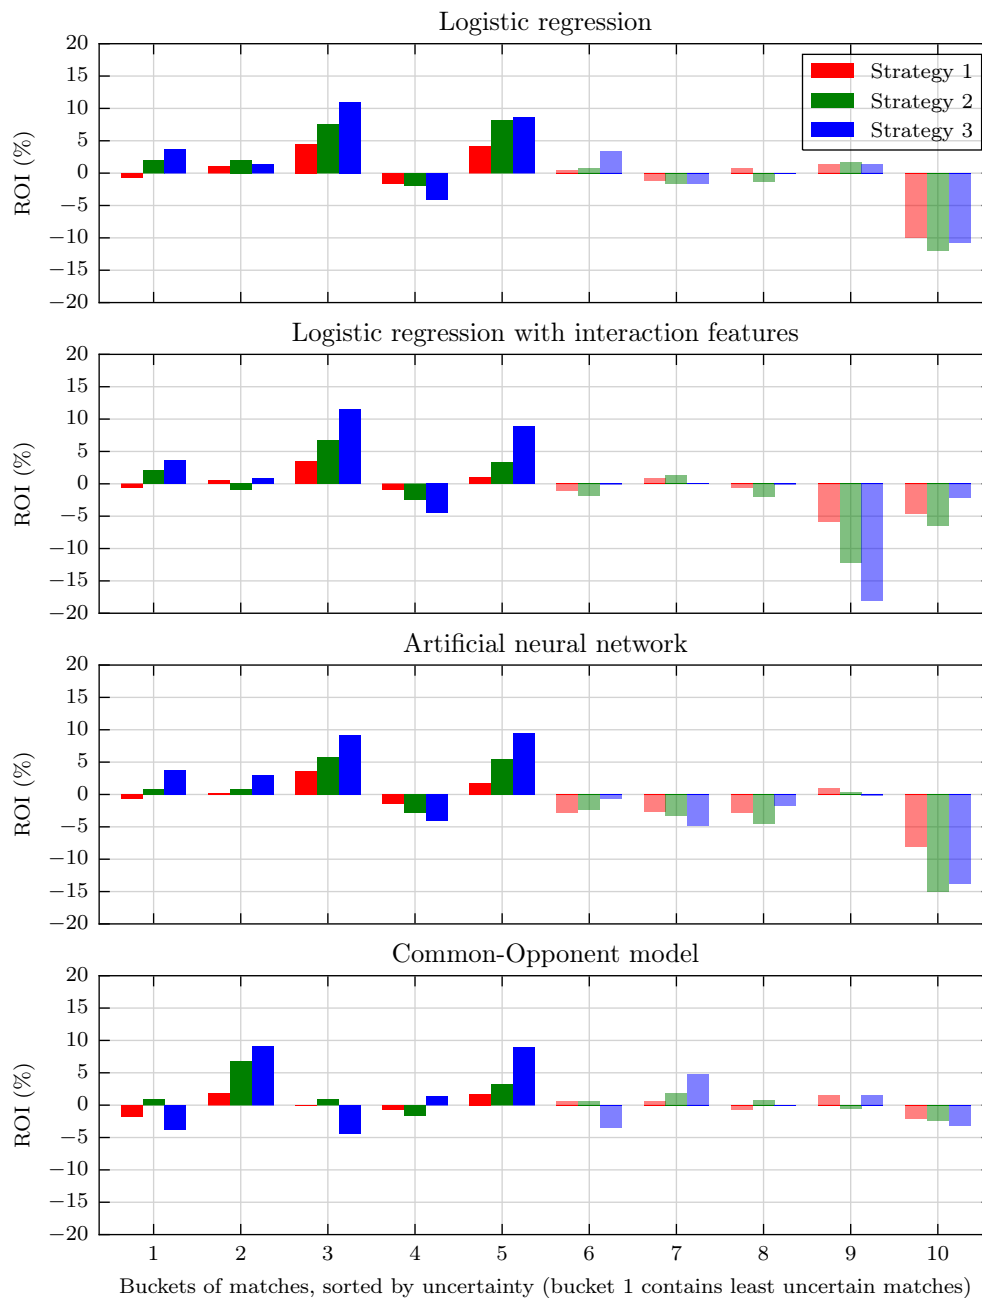 Logistic regression
20
15
10
5
0
−5
−10
−15
−20
ROI (%)
Strategy 1
Strategy 2
Strategy 3
Logistic regression with interaction features
20
15
10
5
0
−5
−10
−15
−20
ROI (%)
Artificial neural network
20
15
10
5
0
−5
−10
−15
−20
ROI (%)
Common-Opponent model
20
15
10
5
0
−5
−10
−15
−20
ROI (%)
1 2 3 4 5 6 7 8 9 10
Buckets of matches, sorted by uncertainty (bucket 1 contains least uncertain matches)